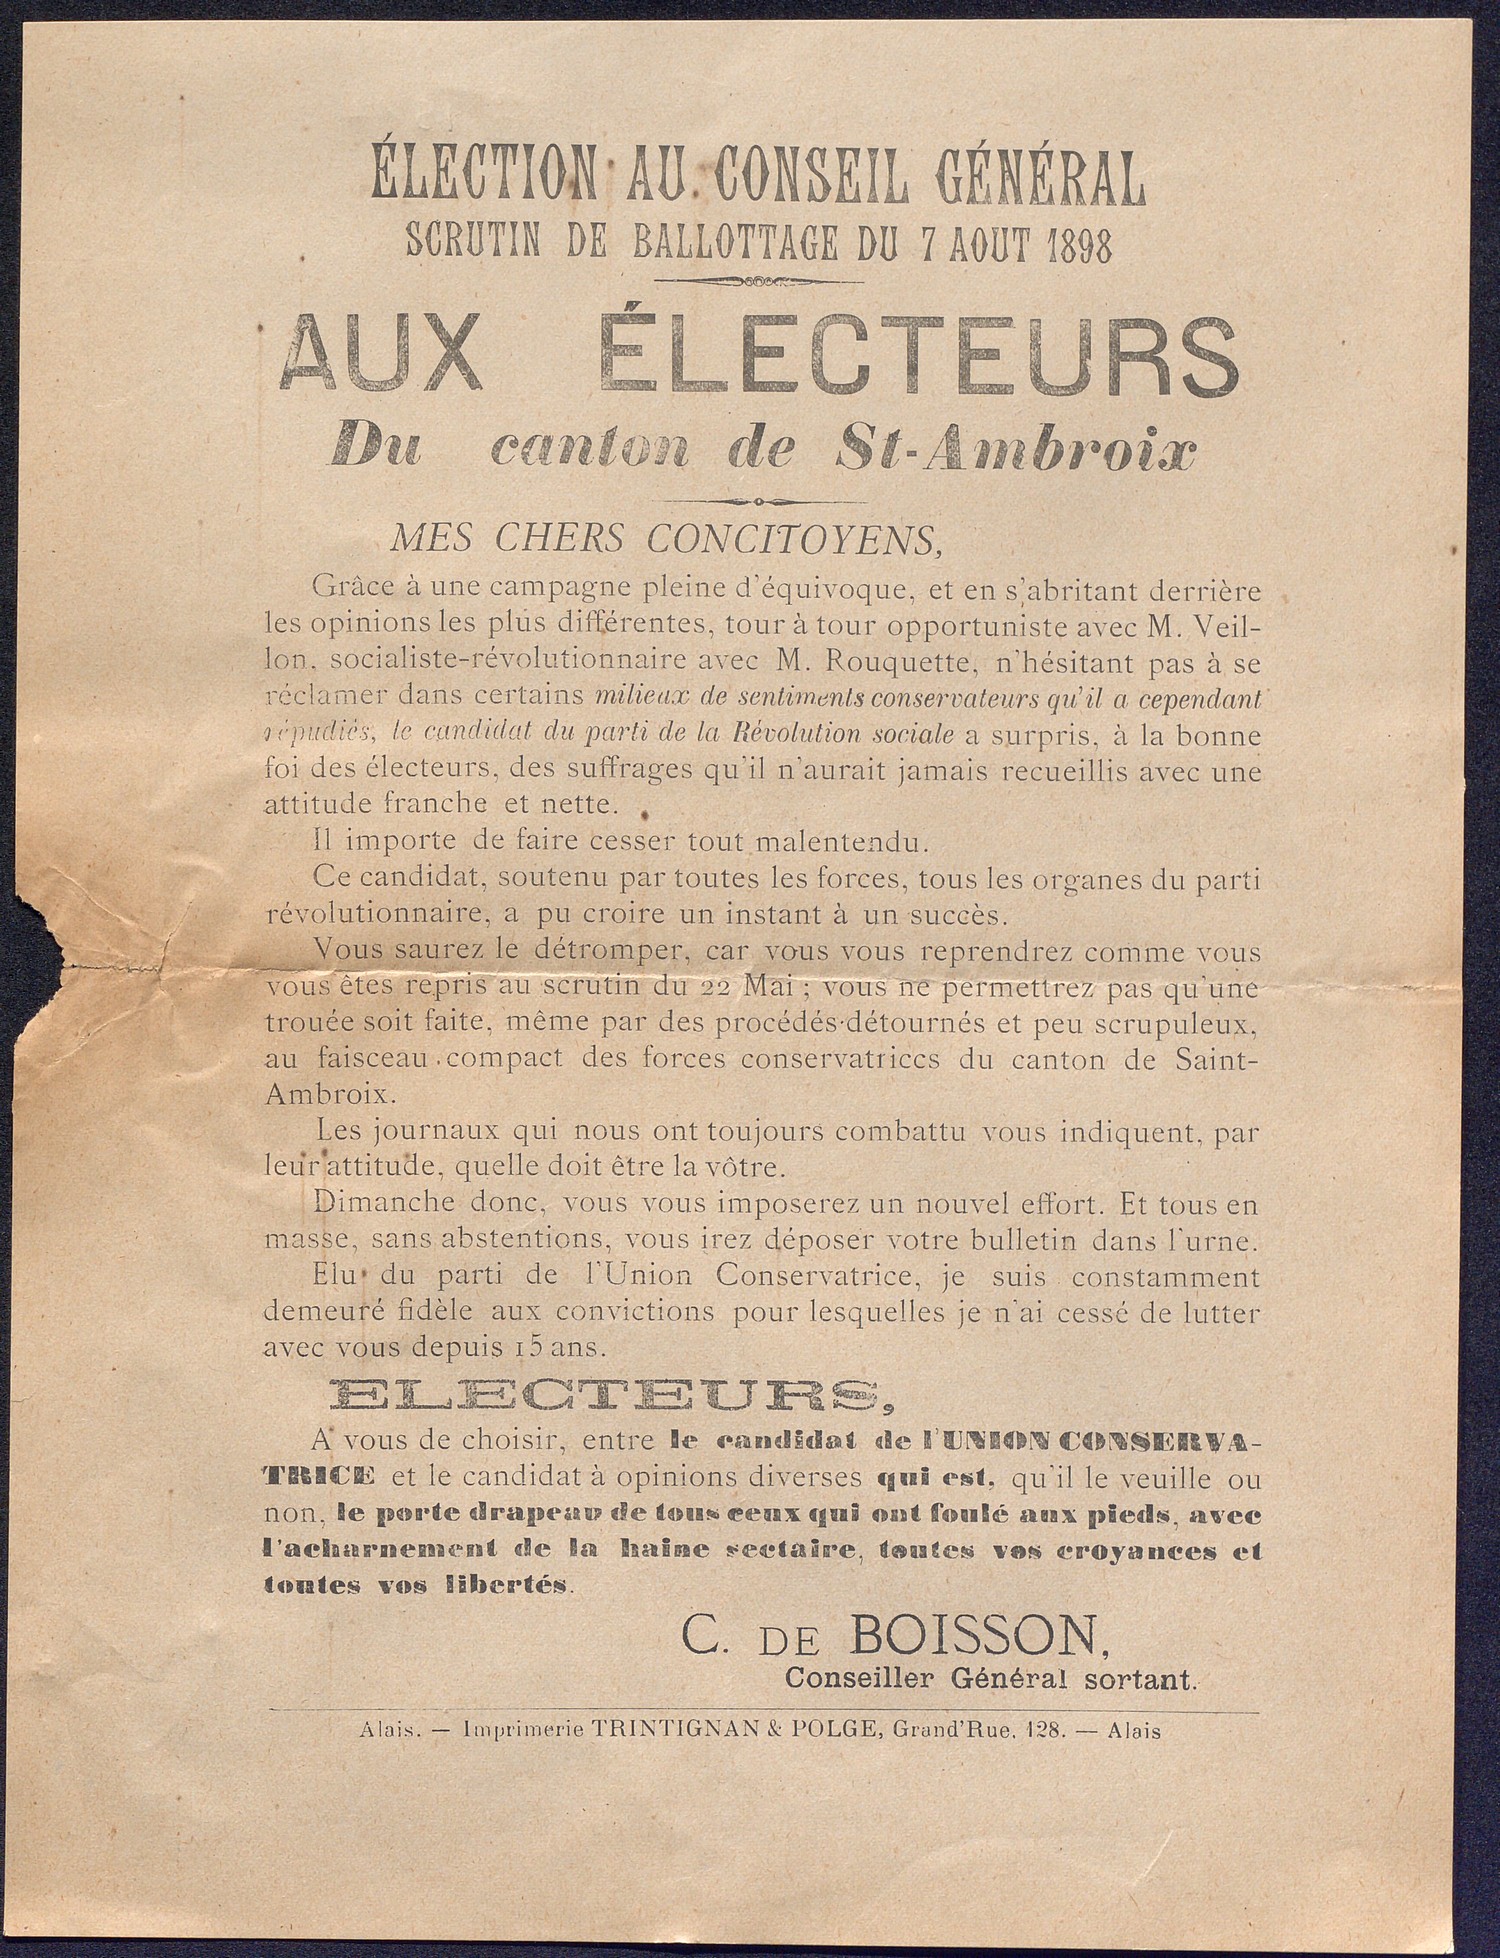 ÉLECTION AU CONSEIL GÉNÉRAL
SCRUTIN DE BALLOTTAGE DU 7 AOUT 1898
AUX ÉLECTEURS
Du canton de St-Ambroix
MES CHERS CONCITOYENS,
Grâce à une campagne pleine d'équivoque, et en s'abritant derrière
les opinions les plus différentes, tour à tour opportuniste avec M. Veil-
lon, socialiste-révolutionnaire avec M. Rouquette, n'hésitant pas à se
réclamer dans certains milieux de sentiments conservateurs qu'il a cependant
répudiés, le candidat du parti de la Révolution sociale a surpris, à la bonne
foi des électeurs, des suffrages qu'il n'aurait jamais recueillis avec une
attitude franche et nette.
Il importe de faire cesser tout malentendu.
Ce candidat, soutenu par toutes les forces, tous les organes du parti
révolutionnaire, a pu croire un instant à un succès.
Vous saurez le détromper, car vous vous reprendrez comme vous
vous êtes repris au scrutin du 22 Mai ; vous ne permettrez pas qu'une
trouée soit faite, même par des procédés détournés et peu scrupuleux,
au faisceau compact des forces conservatrices du canton de Saint-
Ambroix.
Les journaux qui nous ont toujours combattu vous indiquent, par
leur attitude, quelle doit être la vôtre.
Dimanche donc, vous vous imposerez un nouvel effort. Et tous en
masse, sans abstentions, vous irez déposer votre bulletin dans l'urne.
Elu du parti de l'Union Conservatrice, je suis constamment
demeuré fidèle aux convictions pour lesquelles je n'ai cessé de lutter
avec vous depuis 15 ans.
ELECTEURS,
A vous de choisir, entre le candidat de l'UNION CONSERVA-
TRICE et le candidat à opinions diverses qui est, qu'il le veuille ou
non, le porte drapeau de tous ceux qui ont foulé aux pieds, avec
l'acharnement de la haine sectaire, toutes vos croyances et
toutes vos libertés.
C. DE BOISSON,
Conseiller Général sortant.
Alais. — Imprimerie TRINTIGNAN & POLGE, Grand'Rue, 128. — Alais